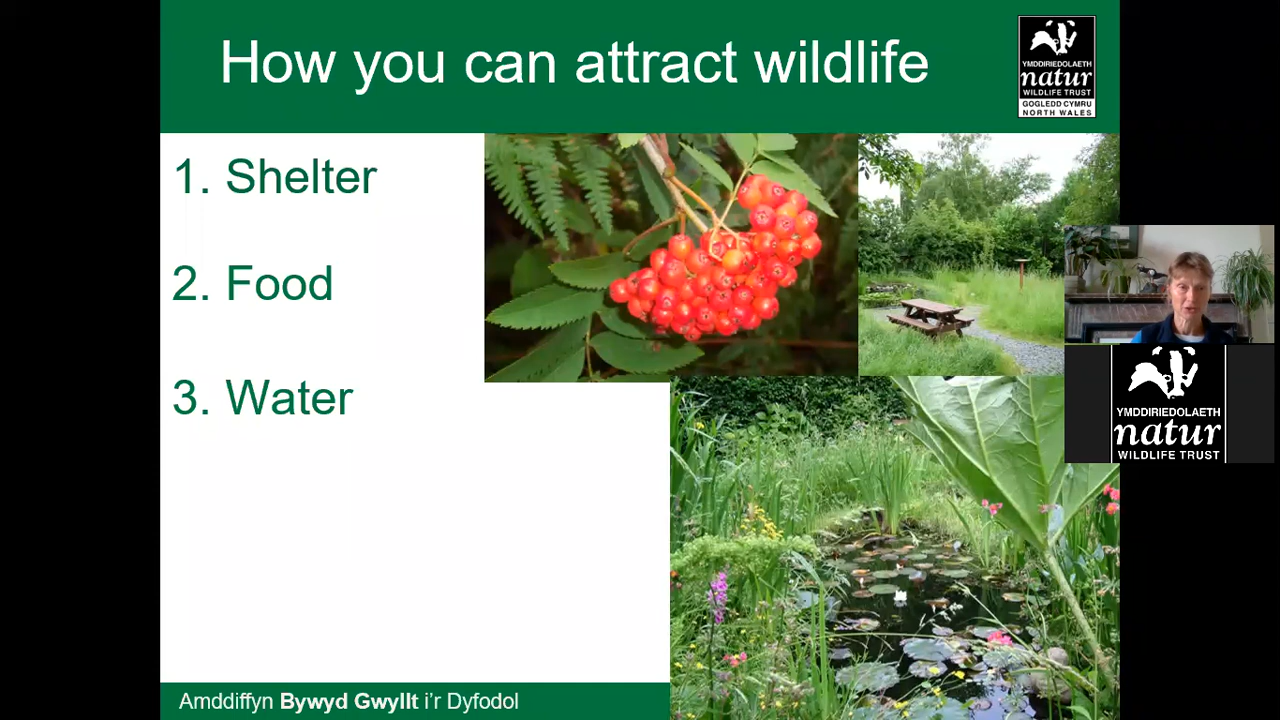 How you can attract wildlife
YMDDIRIEDOLAETH
natur
WILDLIFE TRUST
GOGLEDD CYMRU
NORTH WALES
1. Shelter
2. Food
3. Water
YMDDIRIEDOLAETH
natur
WILDLIFE TRUST
Amddiffyn Bywyd Gwyllt i'r Dyfodol